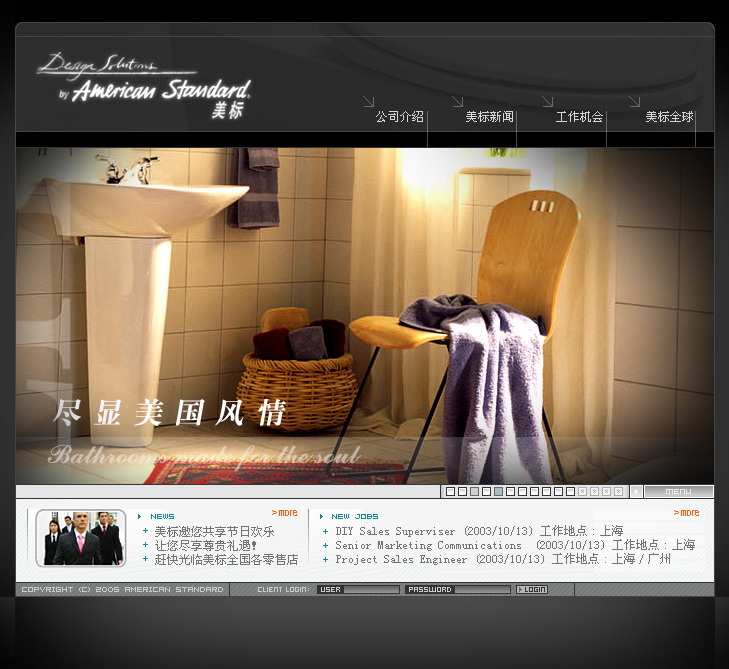 Design Solutions
by American Standard.
美标
公司介绍 美标新闻 工作机会 美标全球
尽显美国风情
Bathrooms made for the soul
MENU
NEWS >more
+ 美标邀您共享节日欢乐
+ 让您尽享尊贵礼遇!
+ 赶快光临美标全国各零售店
NEW JOBS >more
+ DIY Sales Superviser (2003/10/13) 工作地点：上海
+ Senior Marketing Communications (2003/10/13) 工作地点：上海
+ Project Sales Engineer (2003/10/13) 工作地点：上海 / 广州
COPYRIGHT (C) 2005 AMERICAN STANDARD CLIENT LOGIN: USER PASSWORD LOGIN